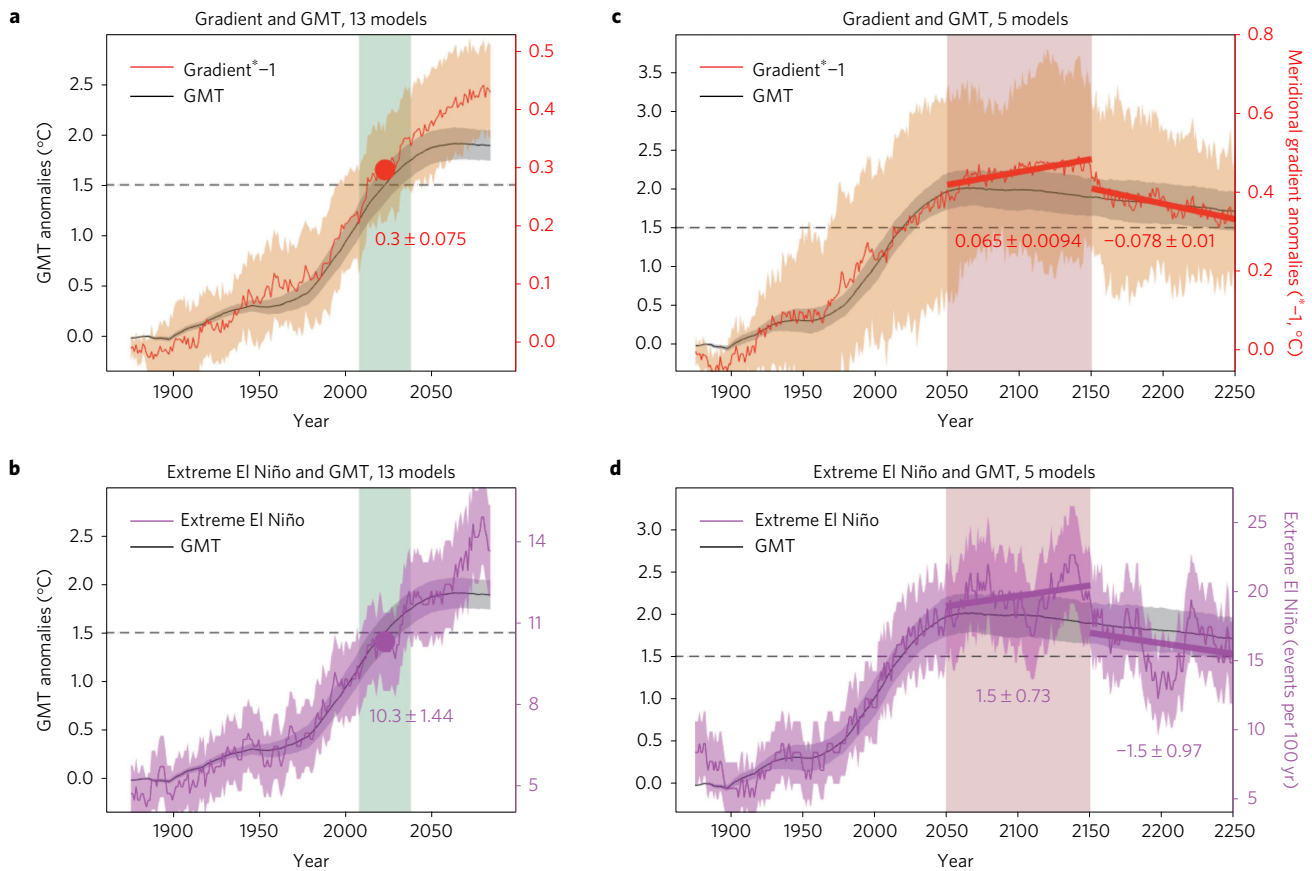 a
Gradient and GMT, 13 models
Gradient*−1
GMT
GMT anomalies (°C)
2.5
2.0
1.5
1.0
0.5
0.0
0.5
0.4
0.3
0.2
0.1
0.0
0.3 ± 0.075
1900
1950
2000
2050
Year
c
Gradient and GMT, 5 models
Gradient*−1
GMT
3.5
3.0
2.5
2.0
1.5
1.0
0.5
0.0
0.8
0.6
0.4
0.2
0.0
Meridional gradient anomalies (*−1, °C)
0.065 ± 0.0094
−0.078 ± 0.01
1900
1950
2000
2050
2100
2150
2200
2250
Year
b
Extreme El Niño and GMT, 13 models
Extreme El Niño
GMT
GMT anomalies (°C)
2.5
2.0
1.5
1.0
0.5
0.0
14
11
8
5
10.3 ± 1.44
1900
1950
2000
2050
Year
d
Extreme El Niño and GMT, 5 models
Extreme El Niño
GMT
3.0
2.5
2.0
1.5
1.0
0.5
0.0
25
20
15
10
5
Extreme El Niño (events per 100 yr)
1.5 ± 0.73
−1.5 ± 0.97
1900
1950
2000
2050
2100
2150
2200
2250
Year